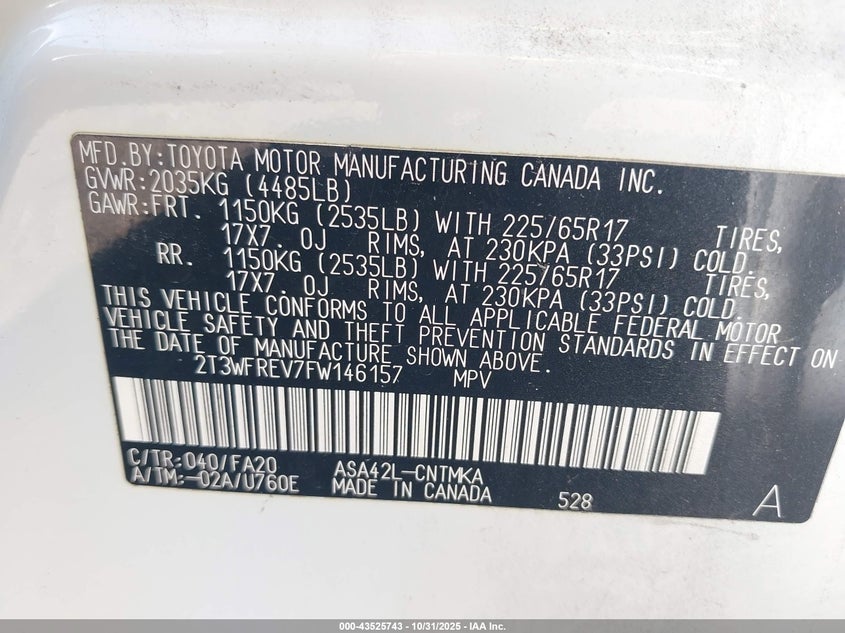 MFD.BY:TOYOTA MOTOR MANUFACTURING CANADA INC.
GVWR:2035KG (4485LB)
GAWR:FRT. 1150KG (2535LB) WITH 225/65R17 TIRES,
17X7. 0J RIMS, AT 230KPA (33PSI) COLD.
RR. 1150KG (2535LB) WITH 225/65R17 TIRES,
17X7. 0J RIMS, AT 230KPA (33PSI) COLD.
THIS VEHICLE CONFORMS TO ALL APPLICABLE FEDERAL MOTOR
VEHICLE SAFETY AND THEFT PREVENTION STANDARDS IN EFFECT ON
THE DATE OF MANUFACTURE SHOWN ABOVE.
2T3WFREV7FW146157 MPV
C/TR:040/FA20 ASA42L-CNTMKA
A/TM:-02A/U760E MADE IN CANADA 528 A
000-43525743 - 10/31/2025 - IAA Inc.